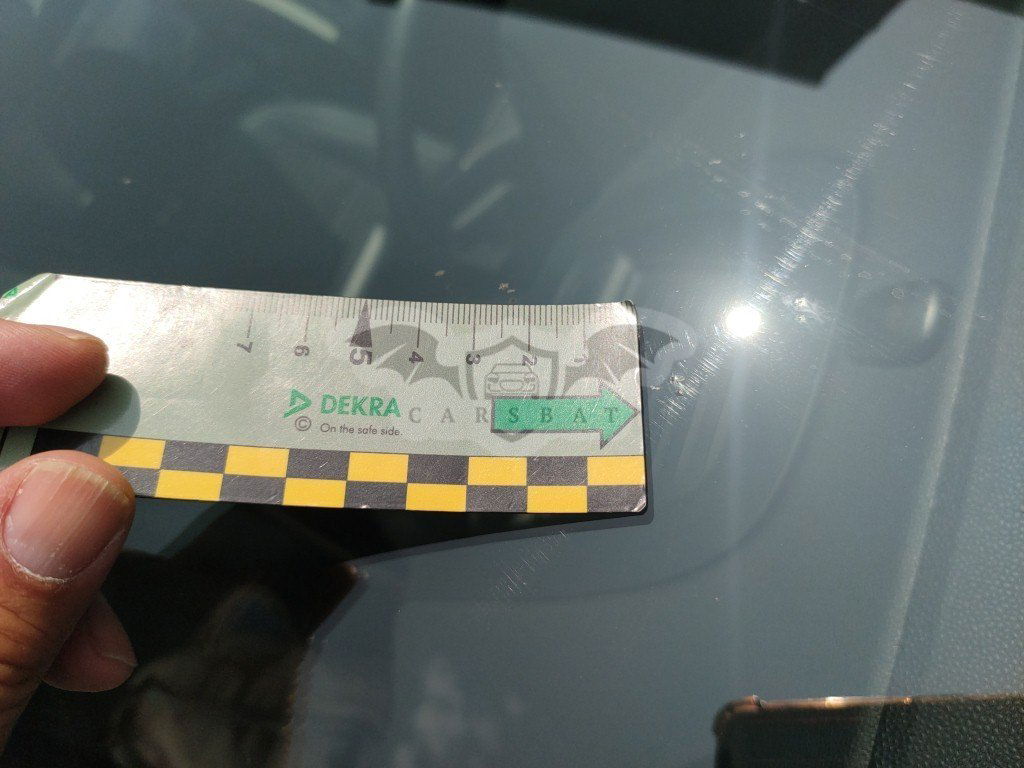 7 6 5 4 3 2 1
DEKRA
© On the safe side.
CARSBAT